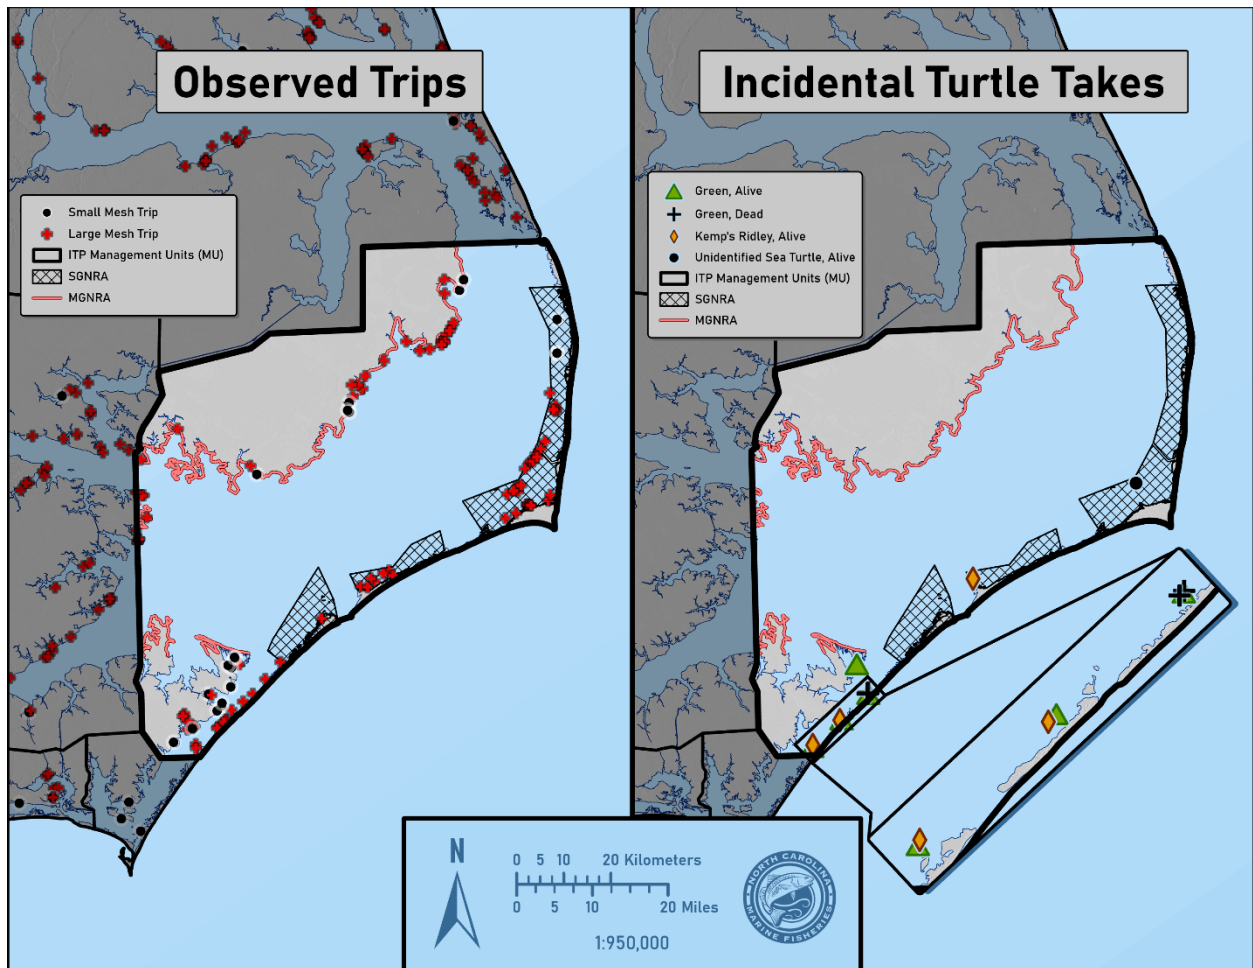 Observed Trips
Small Mesh Trip
Large Mesh Trip
ITP Management Units (MU)
SGNRA
MGNRA
Incidental Turtle Takes
Green, Alive
Green, Dead
Kemp's Ridley, Alive
Unidentified Sea Turtle, Alive
ITP Management Units (MU)
SGNRA
MGNRA
N
0 5 10 20 Kilometers
0 5 10 20 Miles
1:950,000
NORTH CAROLINA
MARINE FISHERIES